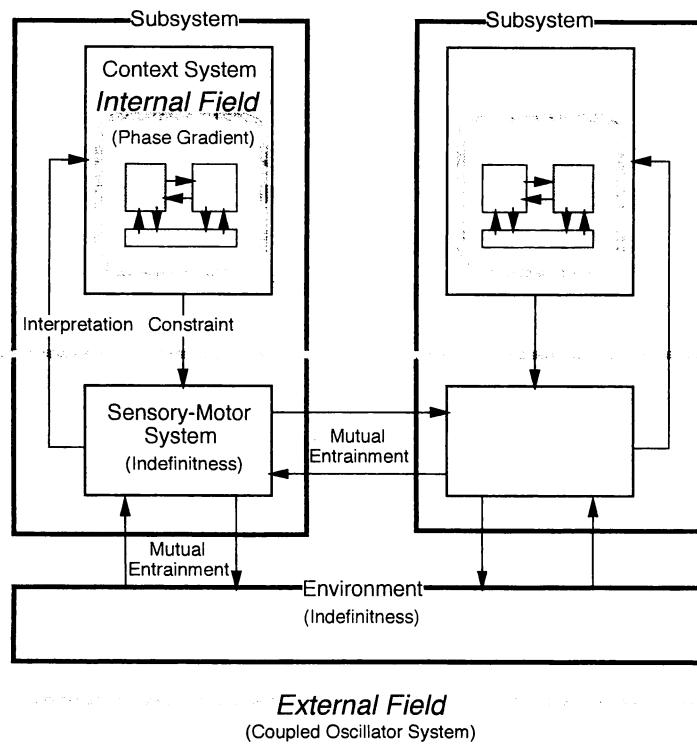 Subsystem
Subsystem
Context System
Internal Field
(Phase Gradient)
Interpretation
Constraint
Sensory-Motor
System
(Indefinitness)
Mutual
Entrainment
Mutual
Entrainment
Environment
(Indefinitness)
External Field
(Coupled Oscillator System)